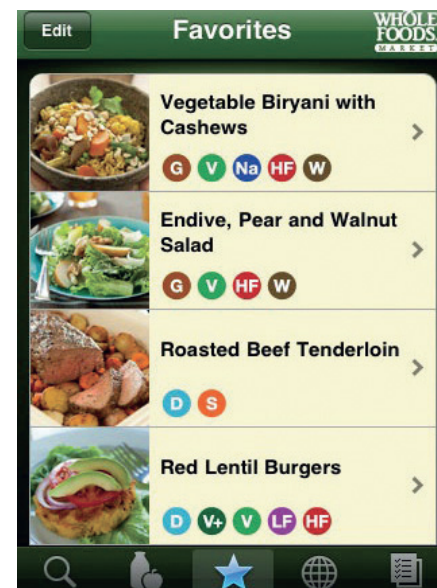 Edit
Favorites
WHOLE
FOODS
MARKET
Vegetable Biryani with
Cashews
G V Na HF W
Endive, Pear and Walnut
Salad
G V HF W
Roasted Beef Tenderloin
D S
Red Lentil Burgers
D V+ V LF HF